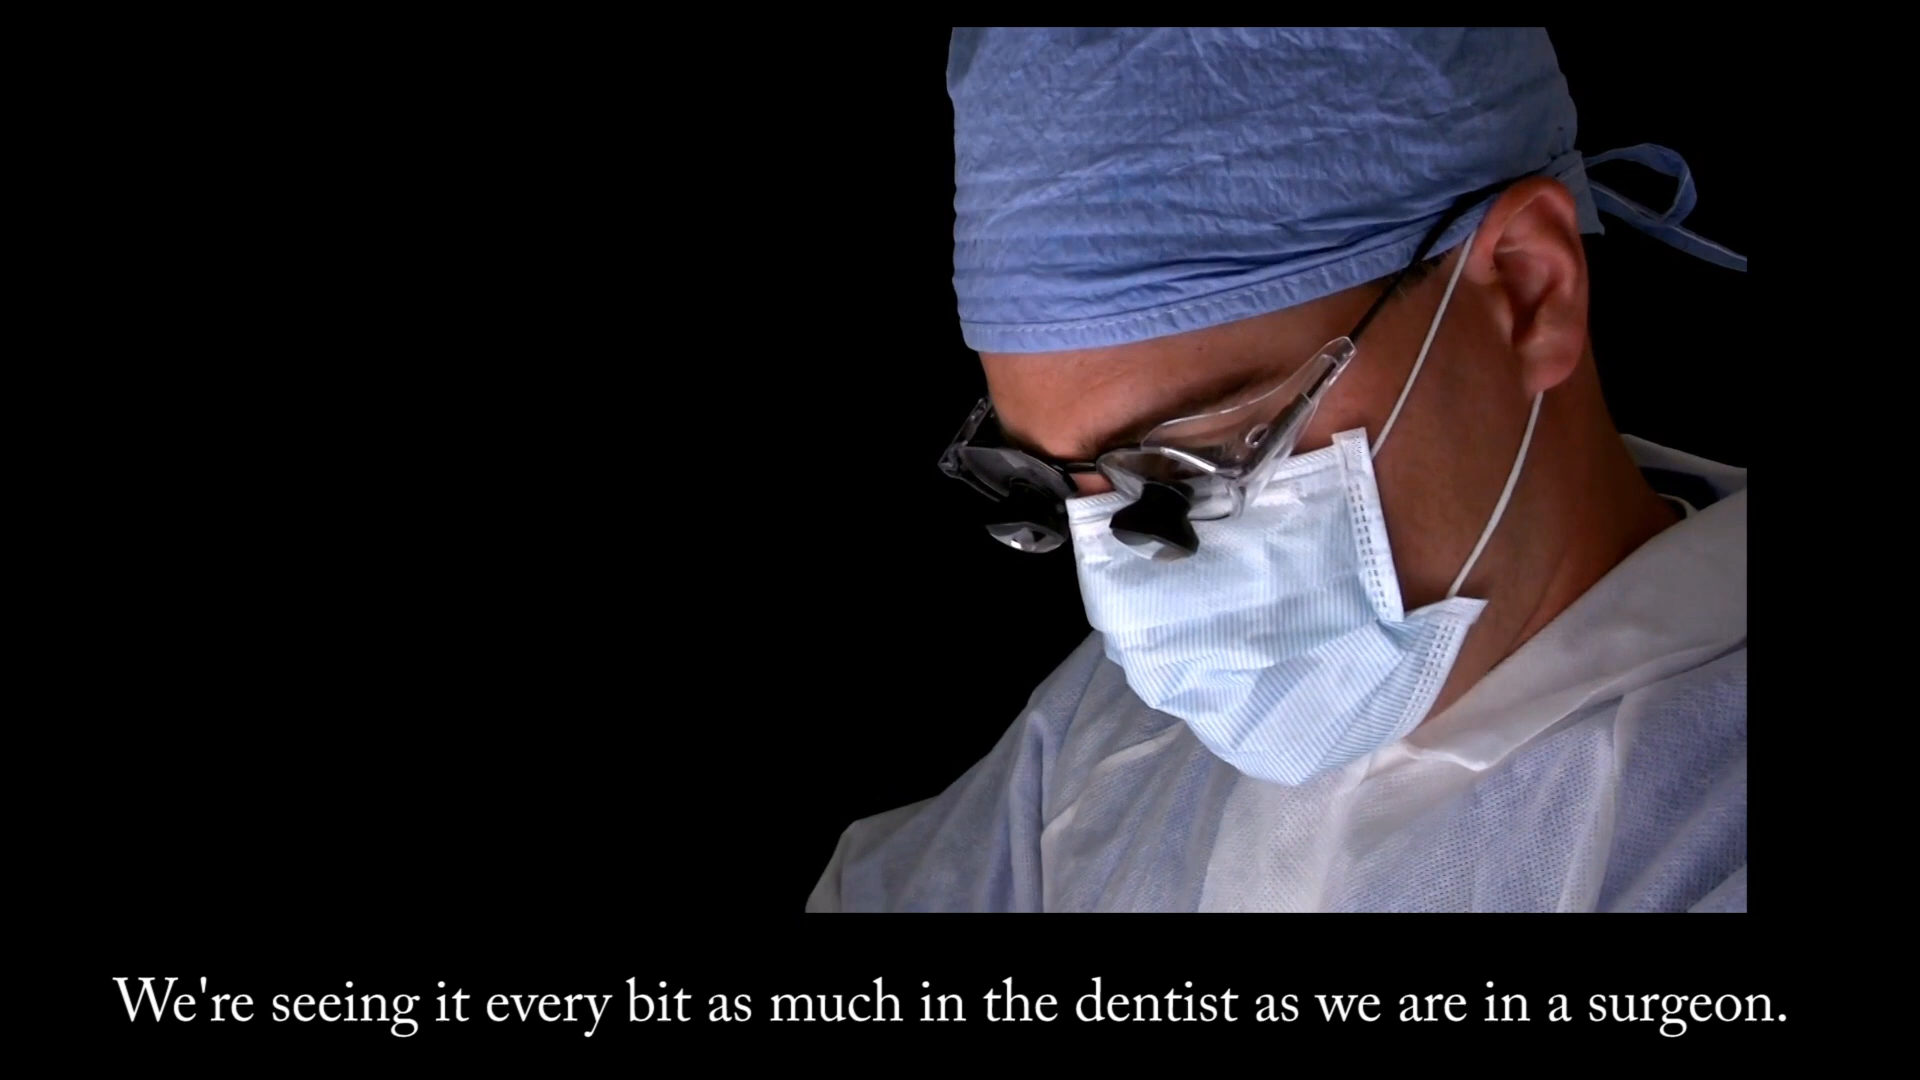 We're seeing it every bit as much in the dentist as we are in a surgeon.